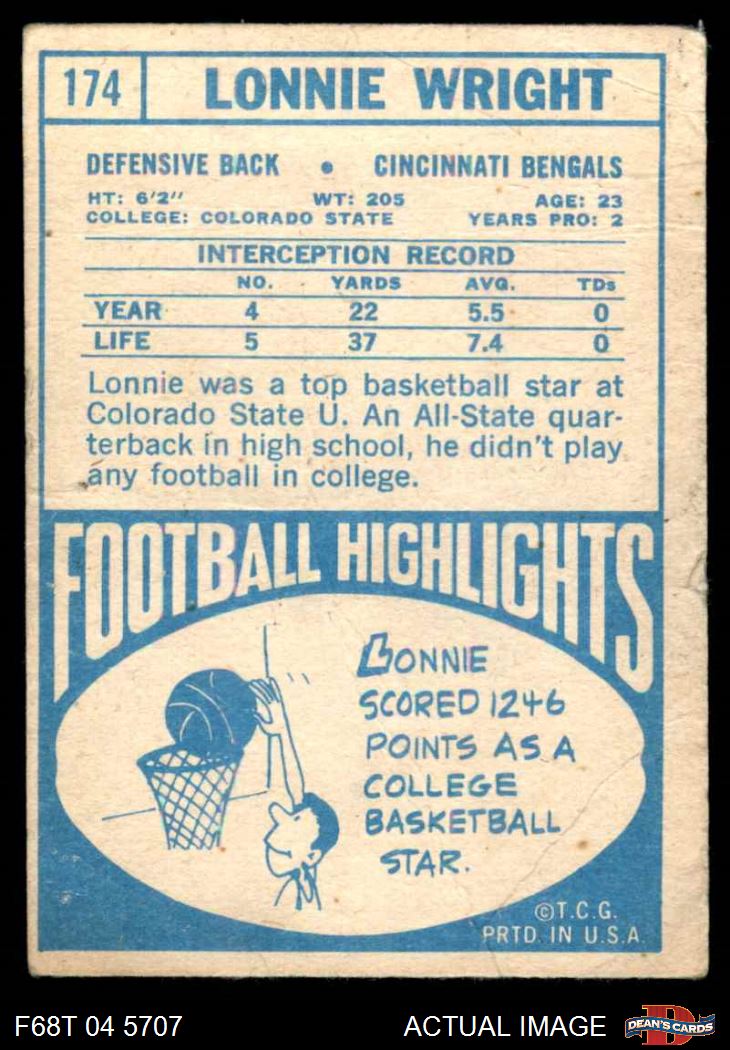 174 LONNIE WRIGHT
DEFENSIVE BACK • CINCINNATI BENGALS
HT: 6'2" WT: 205 AGE: 23
COLLEGE: COLORADO STATE YEARS PRO: 2
INTERCEPTION RECORD
NO. YARDS AVG. TDs
YEAR 4 22 5.5 0
LIFE 5 37 7.4 0
Lonnie was a top basketball star at
Colorado State U. An All-State quar-
terback in high school, he didn't play
any football in college.
FOOTBALL HIGHLIGHTS
LONNIE
SCORED 1246
POINTS AS A
COLLEGE
BASKETBALL
STAR.
©T.C.G.
PRTD. IN U.S.A.
F68T 04 5707 ACTUAL IMAGE D DEAN'S CARDS